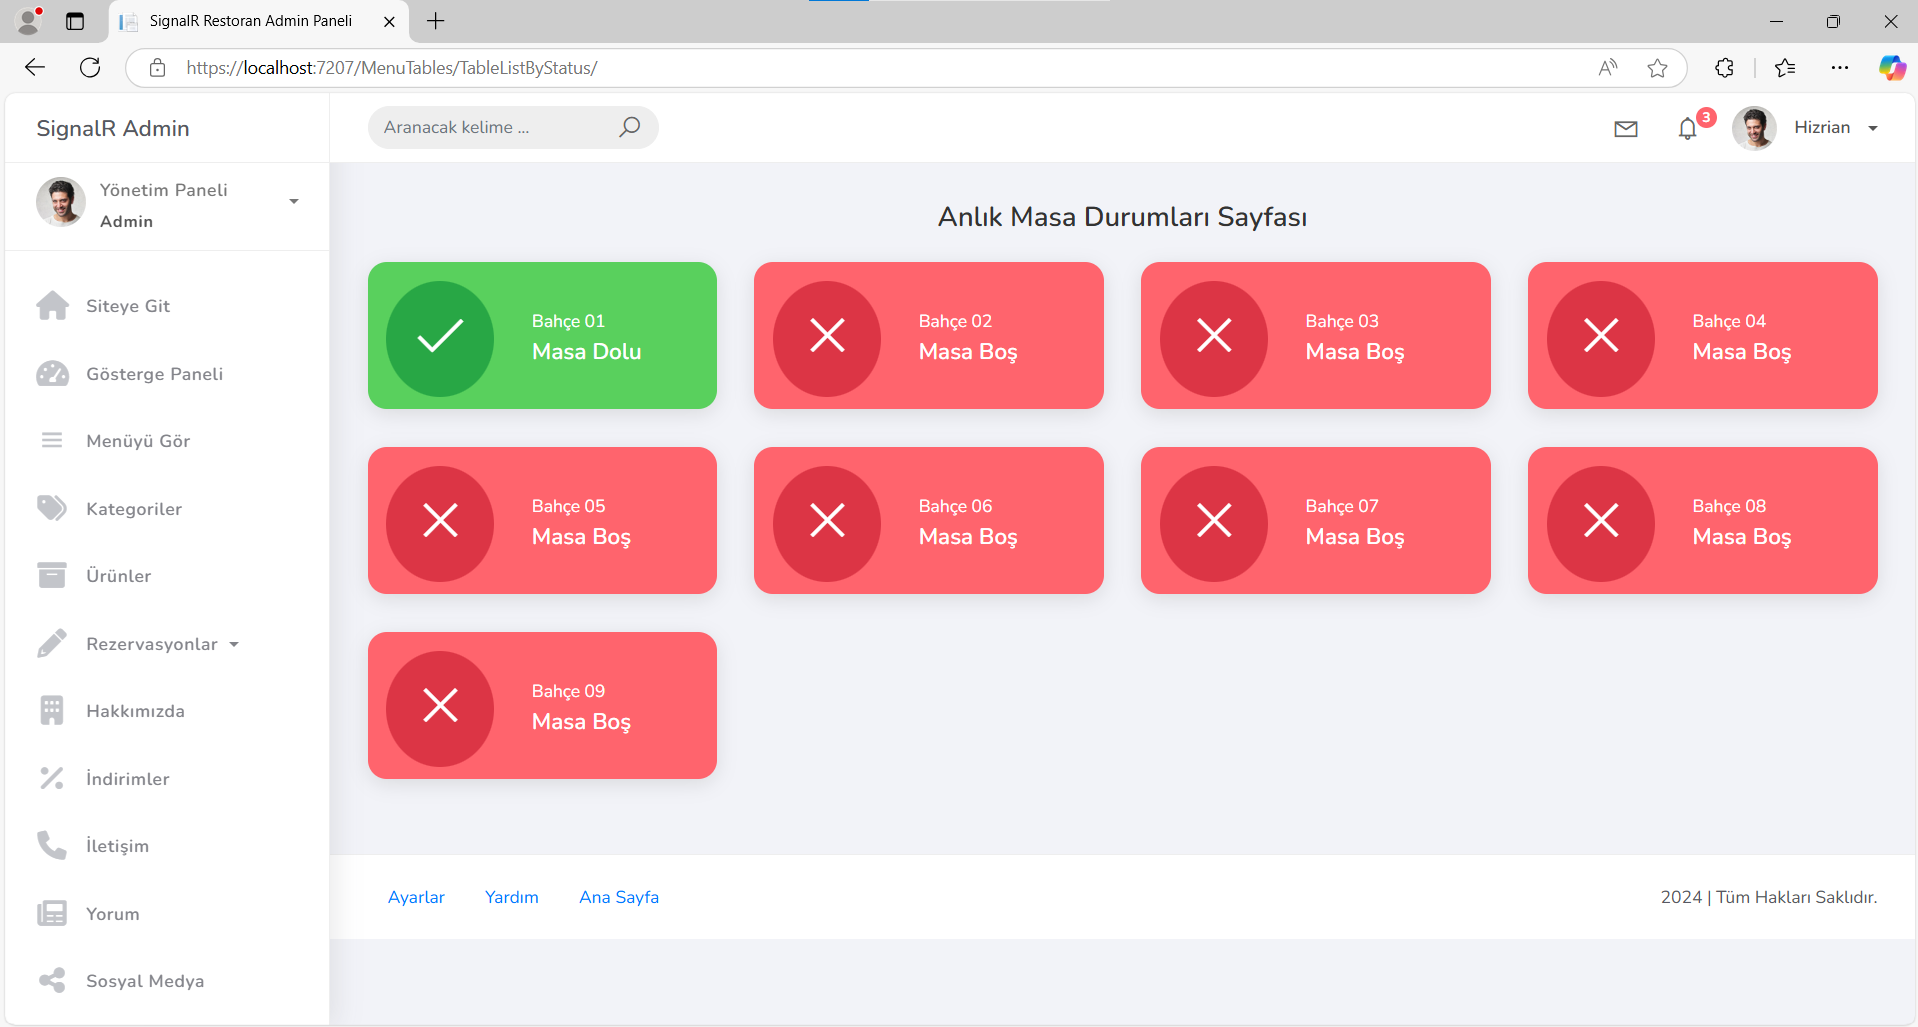 SignalR Restoran Admin Paneli
https://localhost:7207/MenuTables/TableListByStatus/
SignalR Admin
Aranacak kelime ...
3
Hizrian
Yönetim Paneli
Admin
Siteye Git
Gösterge Paneli
Menüyü Gör
Kategoriler
Ürünler
Rezervasyonlar
Hakkımızda
İndirimler
İletişim
Yorum
Sosyal Medya
Anlık Masa Durumları Sayfası
Bahçe 01
Masa Dolu
Bahçe 02
Masa Boş
Bahçe 03
Masa Boş
Bahçe 04
Masa Boş
Bahçe 05
Masa Boş
Bahçe 06
Masa Boş
Bahçe 07
Masa Boş
Bahçe 08
Masa Boş
Bahçe 09
Masa Boş
Ayarlar
Yardım
Ana Sayfa
2024 | Tüm Hakları Saklıdır.